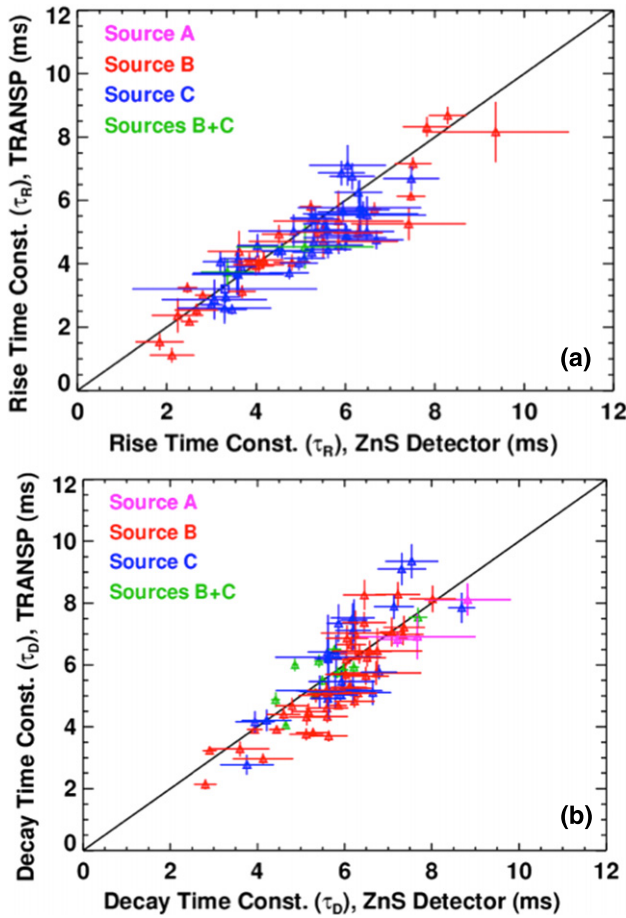 12
10
8
6
4
2
0
Rise Time Const. (τR), TRANSP (ms)
Source A
Source B
Source C
Sources B+C
(a)
0 2 4 6 8 10 12
Rise Time Const. (τR), ZnS Detector (ms)
12
10
8
6
4
2
0
Decay Time Const. (τD), TRANSP (ms)
Source A
Source B
Source C
Sources B+C
(b)
0 2 4 6 8 10 12
Decay Time Const. (τD), ZnS Detector (ms)